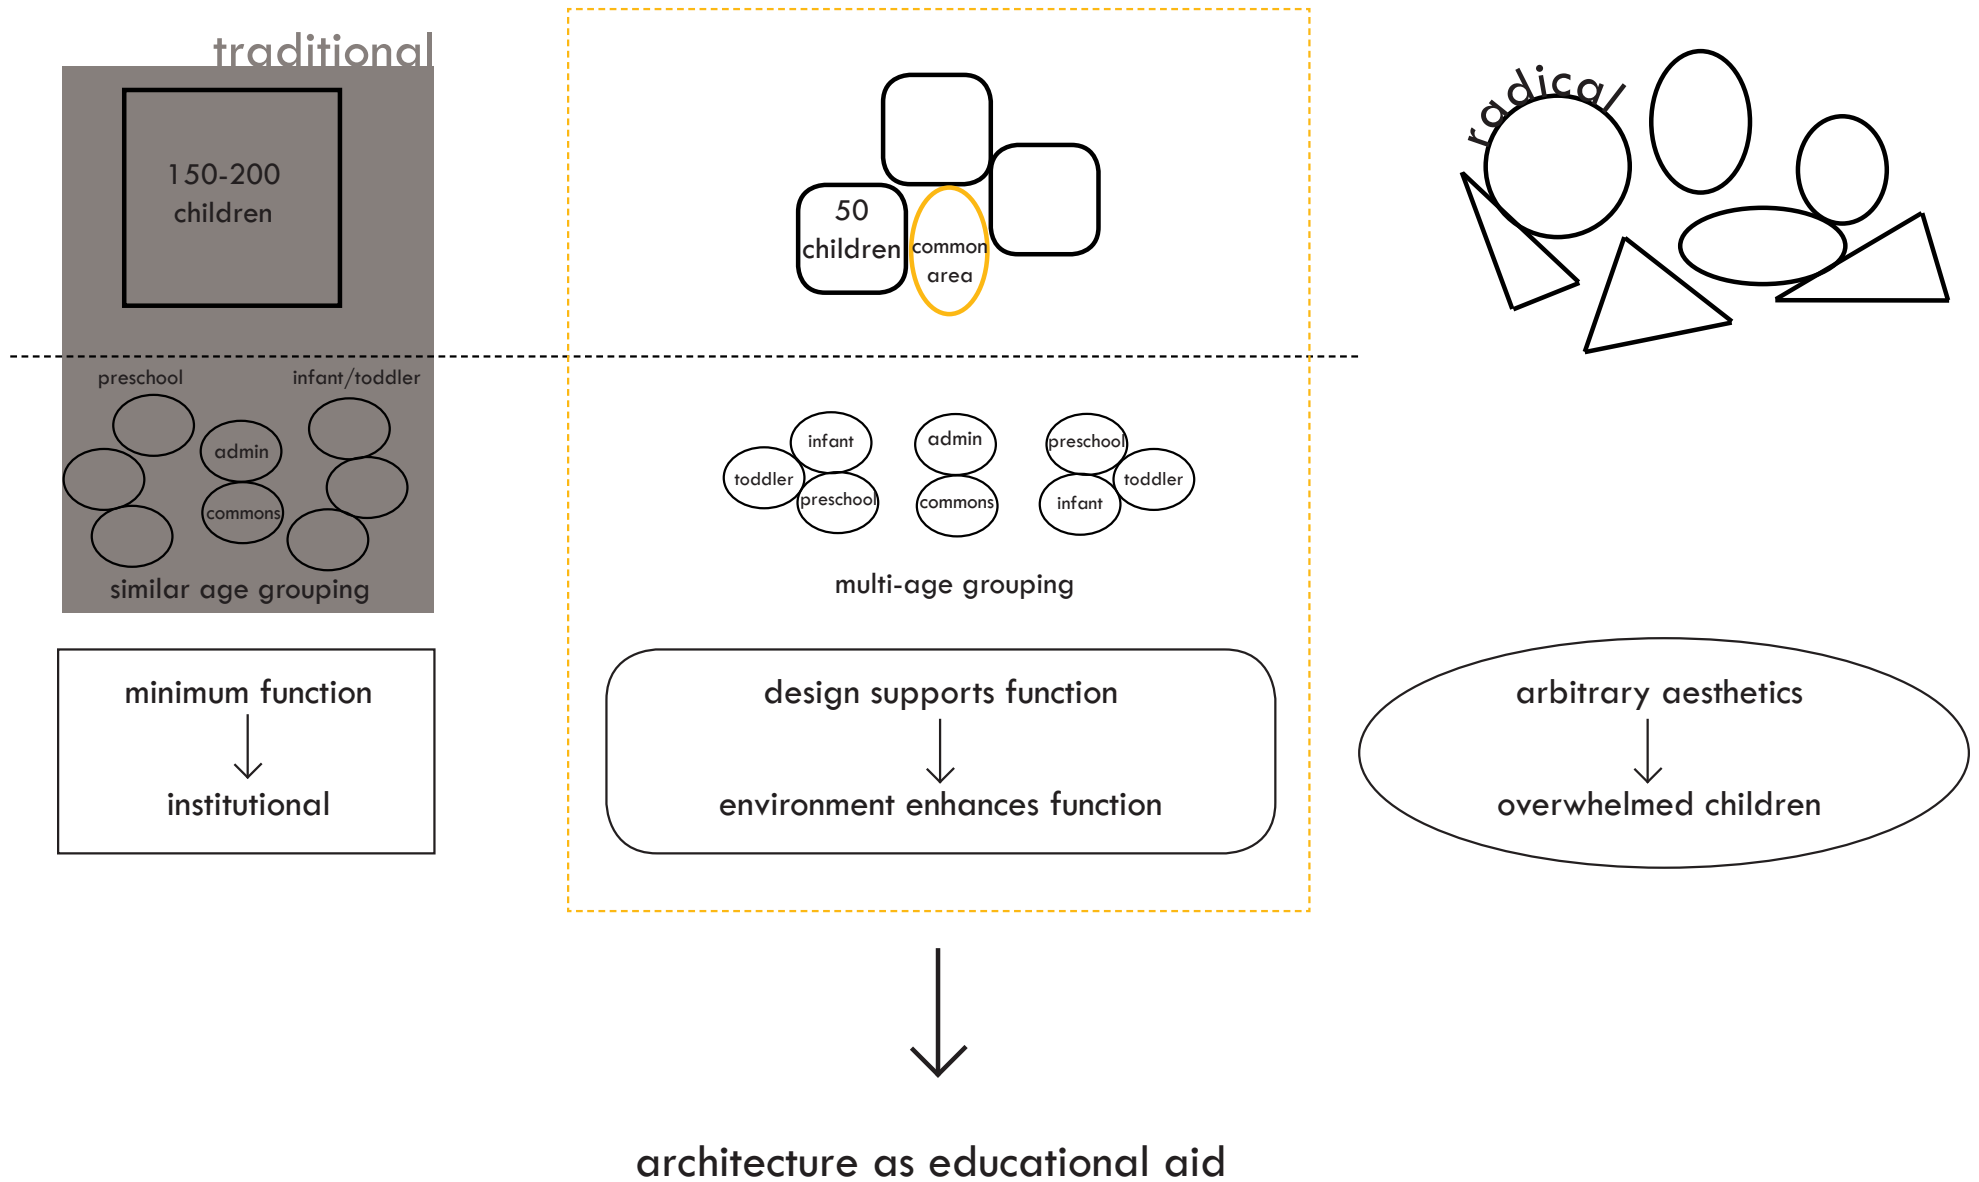 traditional
150-200
children
preschool
infant/toddler
admin
commons
similar age grouping
minimum function
institutional
50
children
common
area
infant
toddler
preschool
admin
commons
preschool
toddler
infant
multi-age grouping
design supports function
environment enhances function
radical
arbitrary aesthetics
overwhelmed children
architecture as educational aid